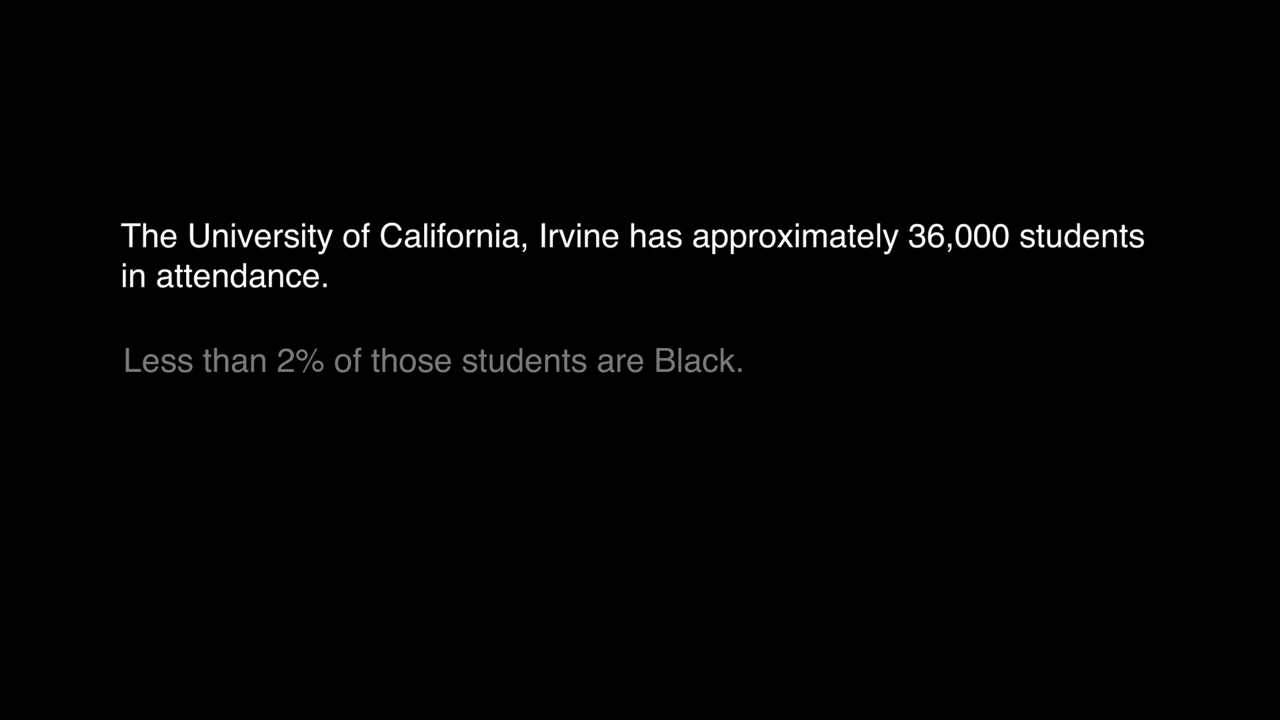 The University of California, Irvine has approximately 36,000 students
in attendance.
Less than 2% of those students are Black.